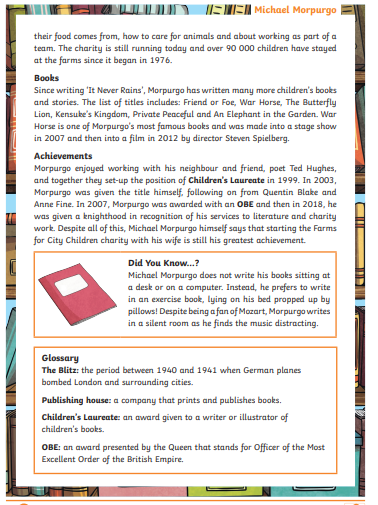 Michael Morpurgo
their food comes from, how to care for animals and about working as part of a
team. The charity is still running today and over 90 000 children have stayed
at the farms since it began in 1976.
Books
Since writing 'It Never Rains', Morpurgo has written many more children's books
and stories. The list of titles includes: Friend or Foe, War Horse, The Butterfly
Lion, Kensuke's Kingdom, Private Peaceful and An Elephant in the Garden. War
Horse is one of Morpurgo's most famous books and was made into a stage show
in 2007 and then into a film in 2012 by director Steven Spielberg.
Achievements
Morpurgo enjoyed working with his neighbour and friend, poet Ted Hughes,
and together they set-up the position of Children's Laureate in 1999. In 2003,
Morpurgo was given the title himself, following on from Quentin Blake and
Anne Fine. In 2007, Morpurgo was awarded with an OBE and then in 2018, he
was given a knighthood in recognition of his services to literature and charity
work. Despite all of this, Michael Morpurgo himself says that starting the Farms
for City Children charity with his wife is still his greatest achievement.
Did You Know...?
Michael Morpurgo does not write his books sitting at
a desk or on a computer. Instead, he prefers to write
in an exercise book, lying on his bed propped up by
pillows! Despite being a fan of Mozart, Morpurgo writes
in a silent room as he finds the music distracting.
Glossary
The Blitz: the period between 1940 and 1941 when German planes
bombed London and surrounding cities.
Publishing house: a company that prints and publishes books.
Children's Laureate: an award given to a writer or illustrator of
children's books.
OBE: an award presented by the Queen that stands for Officer of the Most
Excellent Order of the British Empire.